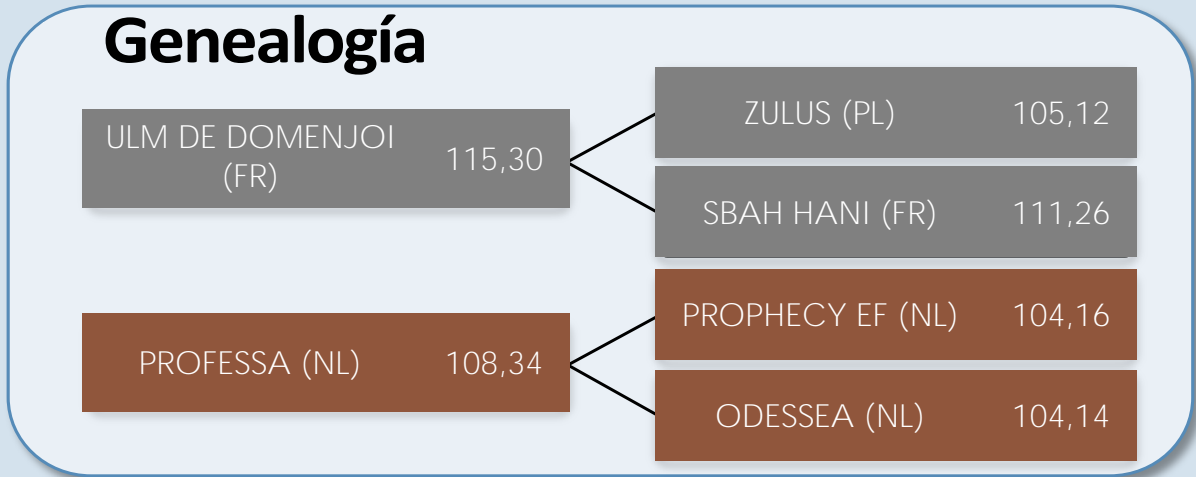 Genealogía
ULM DE DOMENJOI
(FR)
115,30
ZULUS (PL) 105,12
SBAH HANI (FR) 111,26
PROFESSA (NL) 108,34
PROPHECY EF (NL) 104,16
ODESSEA (NL) 104,14